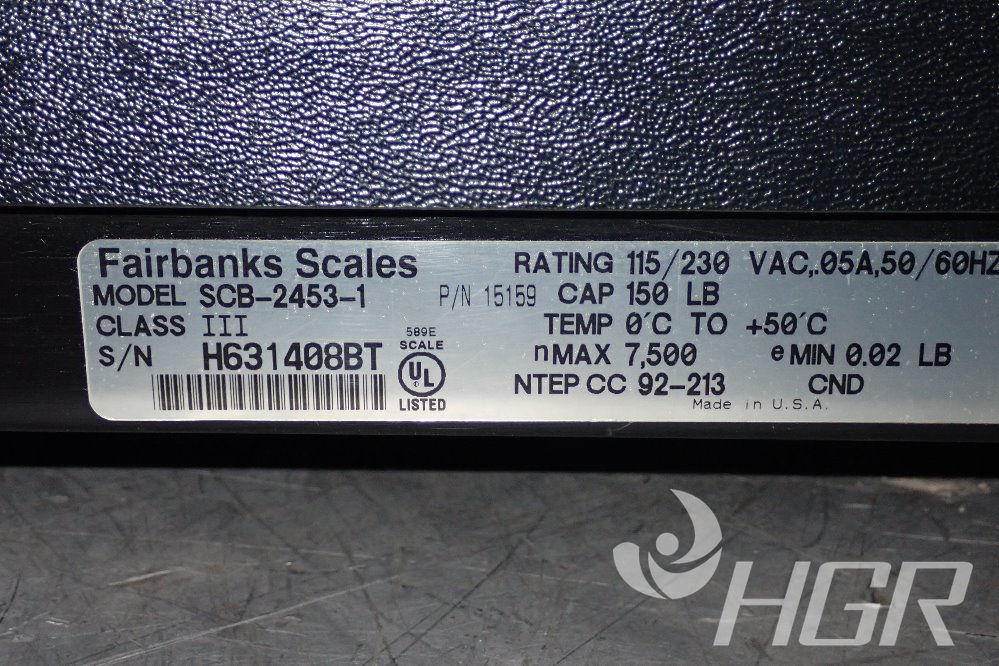 Fairbanks Scales
MODEL SCB-2453-1 P/N 15159
CLASS III
S/N H631408BT
589E
SCALE
UL
LISTED
RATING 115/230 VAC,.05A,50/60HZ
CAP 150 LB
TEMP 0'C TO +50'C
nMAX 7,500 eMIN 0.02 LB
NTEP CC 92-213 CND
Made in U.S.A.
HGR